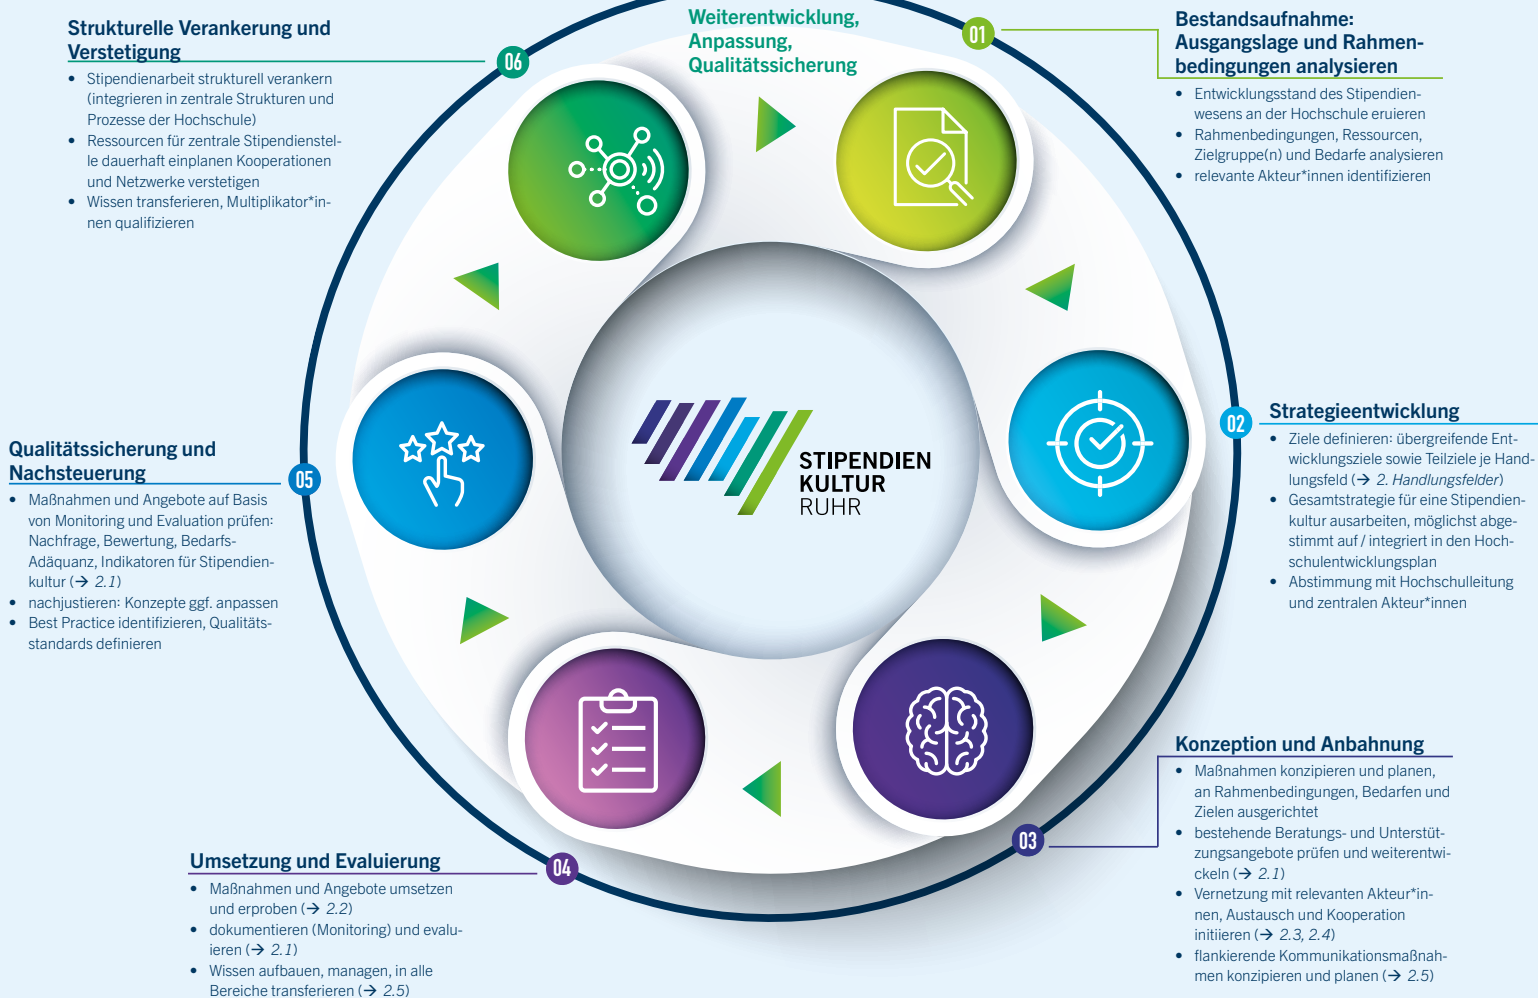 Weiterentwicklung,
Anpassung,
Qualitätssicherung
01
Bestandsaufnahme:
Ausgangslage und Rahmen-
bedingungen analysieren
• Entwicklungsstand des Stipendien-
wesens an der Hochschule eruieren
• Rahmenbedingungen, Ressourcen,
Zielgruppe(n) und Bedarfe analysieren
• relevante Akteur*innen identifizieren
02
Strategieentwicklung
• Ziele definieren: übergreifende Ent-
wicklungsziele sowie Teilziele je Hand-
lungsfeld (→ 2. Handlungsfelder)
• Gesamtstrategie für eine Stipendien-
kultur ausarbeiten, möglichst abge-
stimmt auf / integriert in den Hoch-
schulentwicklungsplan
• Abstimmung mit Hochschulleitung
und zentralen Akteur*innen
03
Konzeption und Anbahnung
• Maßnahmen konzipieren und planen,
an Rahmenbedingungen, Bedarfen und
Zielen ausgerichtet
• bestehende Beratungs- und Unterstüt-
zungsangebote prüfen und weiterentwi-
ckeln (→ 2.1)
• Vernetzung mit relevanten Akteur*in-
nen, Austausch und Kooperation
initiieren (→ 2.3, 2.4)
• flankierende Kommunikationsmaßnah-
men konzipieren und planen (→ 2.5)
04
Umsetzung und Evaluierung
• Maßnahmen und Angebote umsetzen
und erproben (→ 2.2)
• dokumentieren (Monitoring) und evalu-
ieren (→ 2.1)
• Wissen aufbauen, managen, in alle
Bereiche transferieren (→ 2.5)
05
Qualitätssicherung und
Nachsteuerung
• Maßnahmen und Angebote auf Basis
von Monitoring und Evaluation prüfen:
Nachfrage, Bewertung, Bedarfs-
Adäquanz, Indikatoren für Stipendien-
kultur (→ 2.1)
• nachjustieren: Konzepte ggf. anpassen
• Best Practice identifizieren, Qualitäts-
standards definieren
06
Strukturelle Verankerung und
Verstetigung
• Stipendienarbeit strukturell verankern
(integrieren in zentrale Strukturen und
Prozesse der Hochschule)
• Ressourcen für zentrale Stipendienstel-
le dauerhaft einplanen Kooperationen
und Netzwerke verstetigen
• Wissen transferieren, Multiplikator*in-
nen qualifizieren
STIPENDIEN
KULTUR
RUHR